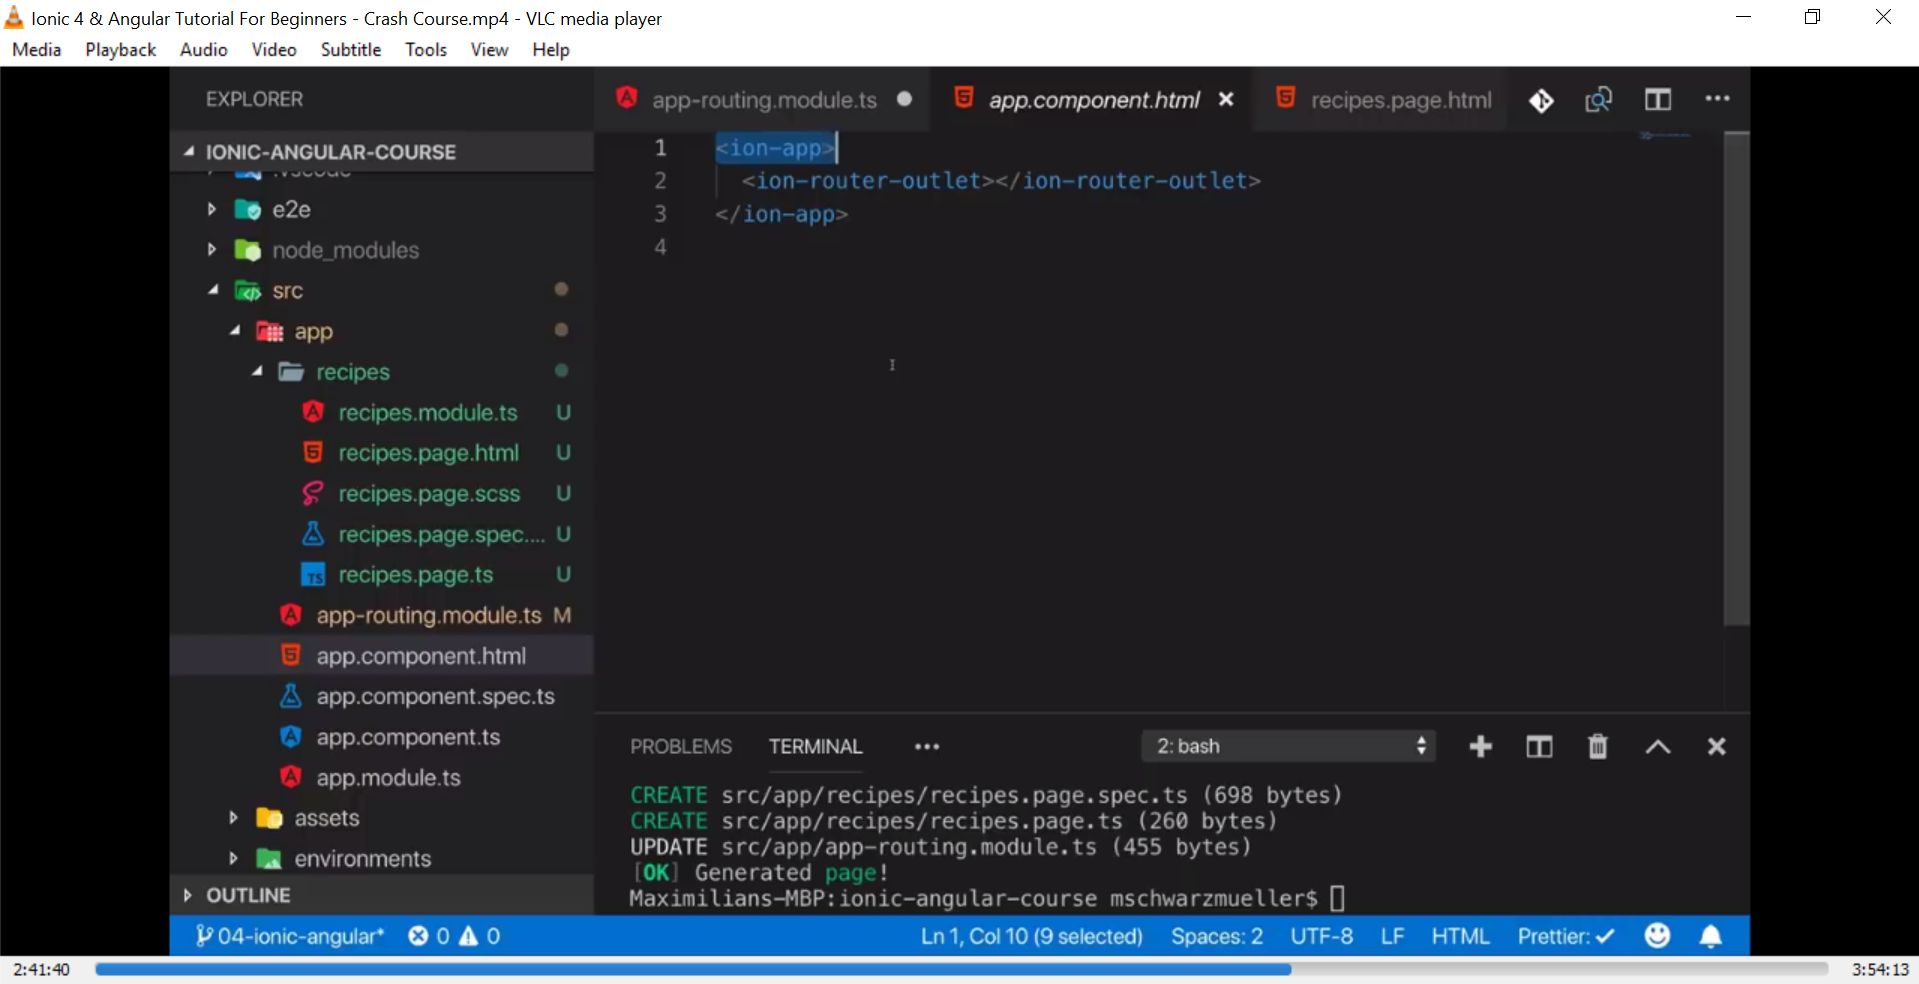 Ionic 4 & Angular Tutorial For Beginners - Crash Course.mp4 - VLC media player
Media Playback Audio Video Subtitle Tools View Help
EXPLORER
IONIC-ANGULAR-COURSE
.vscode
e2e
node_modules
src
app
recipes
recipes.module.ts U
recipes.page.html U
recipes.page.scss U
recipes.page.spec.... U
recipes.page.ts U
app-routing.module.ts M
app.component.html
app.component.spec.ts
app.component.ts
app.module.ts
assets
environments
OUTLINE
app-routing.module.ts app.component.html recipes.page.html
1 <ion-app>
2 <ion-router-outlet></ion-router-outlet>
3 </ion-app>
4
PROBLEMS TERMINAL ••• 2: bash
CREATE src/app/recipes/recipes.page.spec.ts (698 bytes)
CREATE src/app/recipes/recipes.page.ts (260 bytes)
UPDATE src/app/app-routing.module.ts (455 bytes)
[OK] Generated page!
Maximilians-MBP:ionic-angular-course mschwarzmueller$
04-ionic-angular* 0 0 Ln 1, Col 10 (9 selected) Spaces: 2 UTF-8 LF HTML Prettier: ✓
2:41:40 3:54:13